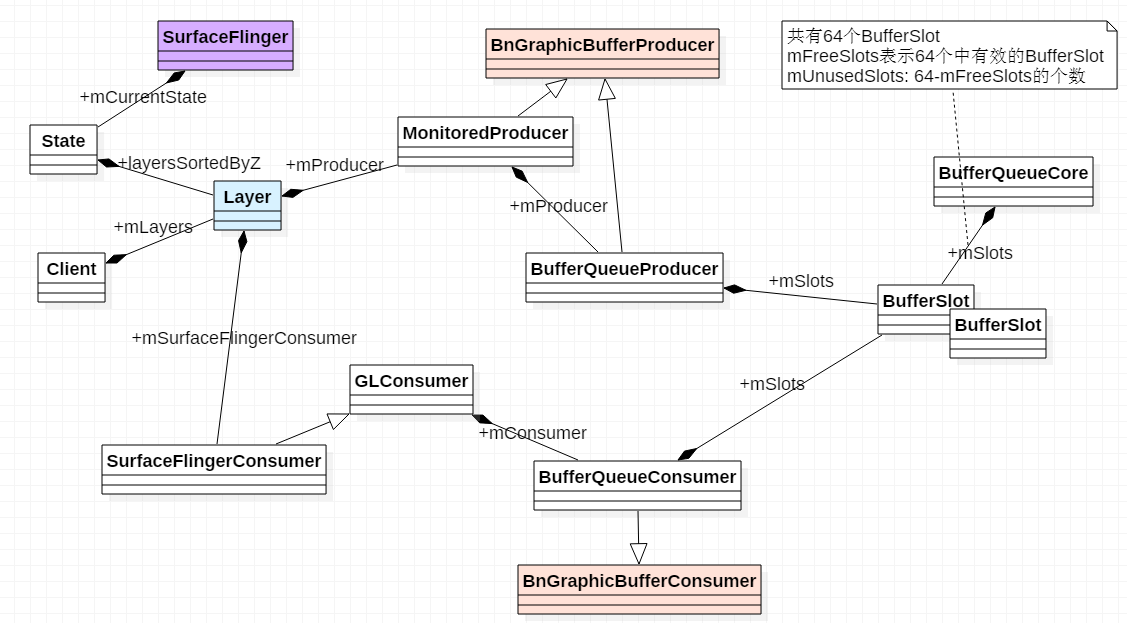 SurfaceFlinger
BnGraphicBufferProducer
共有64个BufferSlot
mFreeSlots表示64个中有效的BufferSlot
mUnusedSlots: 64-mFreeSlots的个数
+mCurrentState
State
MonitoredProducer
+layersSortedByZ
+mProducer
BufferQueueCore
Layer
+mProducer
+mLayers
+mSlots
Client
BufferQueueProducer
+mSlots
BufferSlot
BufferSlot
+mSurfaceFlingerConsumer
GLConsumer
+mSlots
+mConsumer
SurfaceFlingerConsumer
BufferQueueConsumer
BnGraphicBufferConsumer